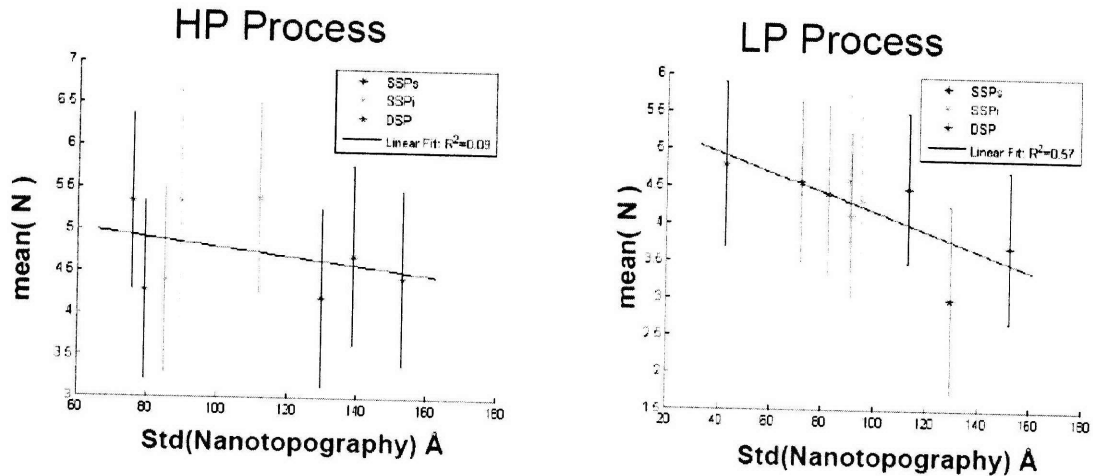 HP Process
7
6.5
6
5.5
5
4.5
4
3.5
3
60
80
100
120
140
160
180
mean( N )
Std(Nanotopography) Å
SSPs
SSPi
DSP
Linear Fit: R²=0.09
LP Process
6
5.5
5
4.5
4
3.5
3
2.5
2
1.5
20
40
60
80
100
120
140
160
180
mean( N )
Std(Nanotopography) Å
SSPs
SSPi
DSP
Linear Fit: R²=0.57